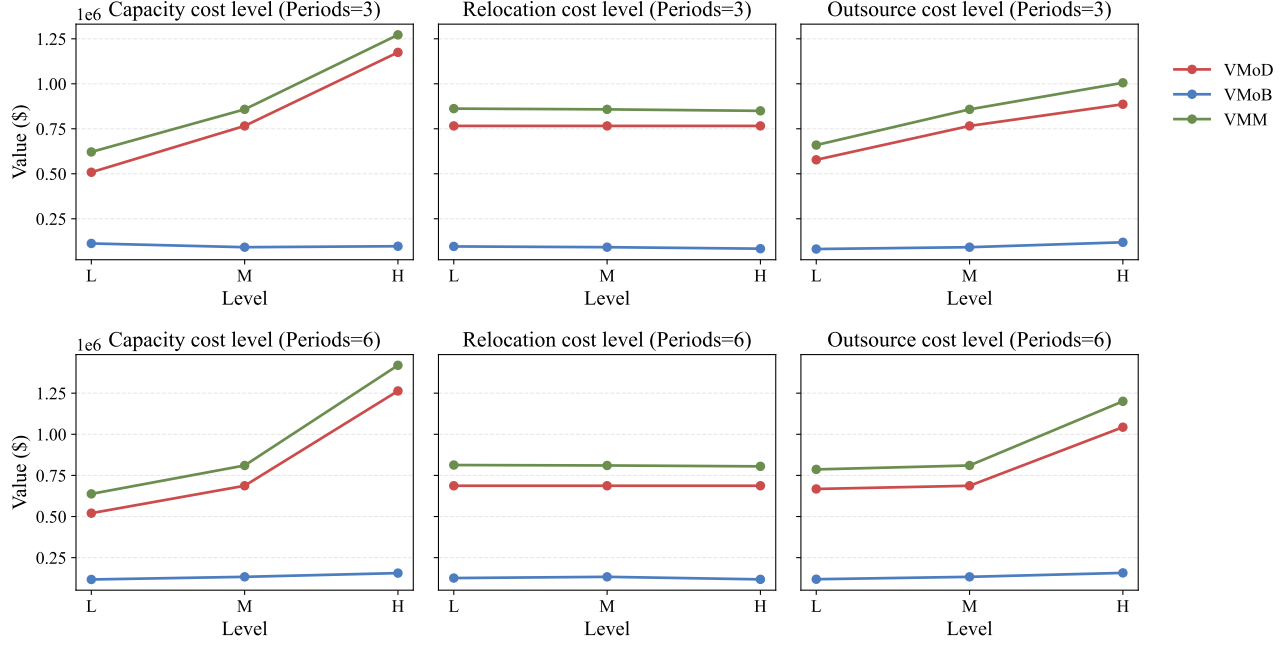 1e6
Capacity cost level (Periods=3)
Relocation cost level (Periods=3)
Outsource cost level (Periods=3)
1.25
1.00
0.75
0.50
0.25
Value ($)
L M H
L M H
L M H
Level
Level
Level
VMoD
VMoB
VMM
1e6
Capacity cost level (Periods=6)
Relocation cost level (Periods=6)
Outsource cost level (Periods=6)
1.25
1.00
0.75
0.50
0.25
Value ($)
L M H
L M H
L M H
Level
Level
Level